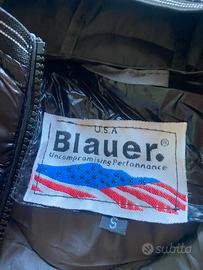 U.S.A
Blauer.®
Uncompromising Performance
S
subito